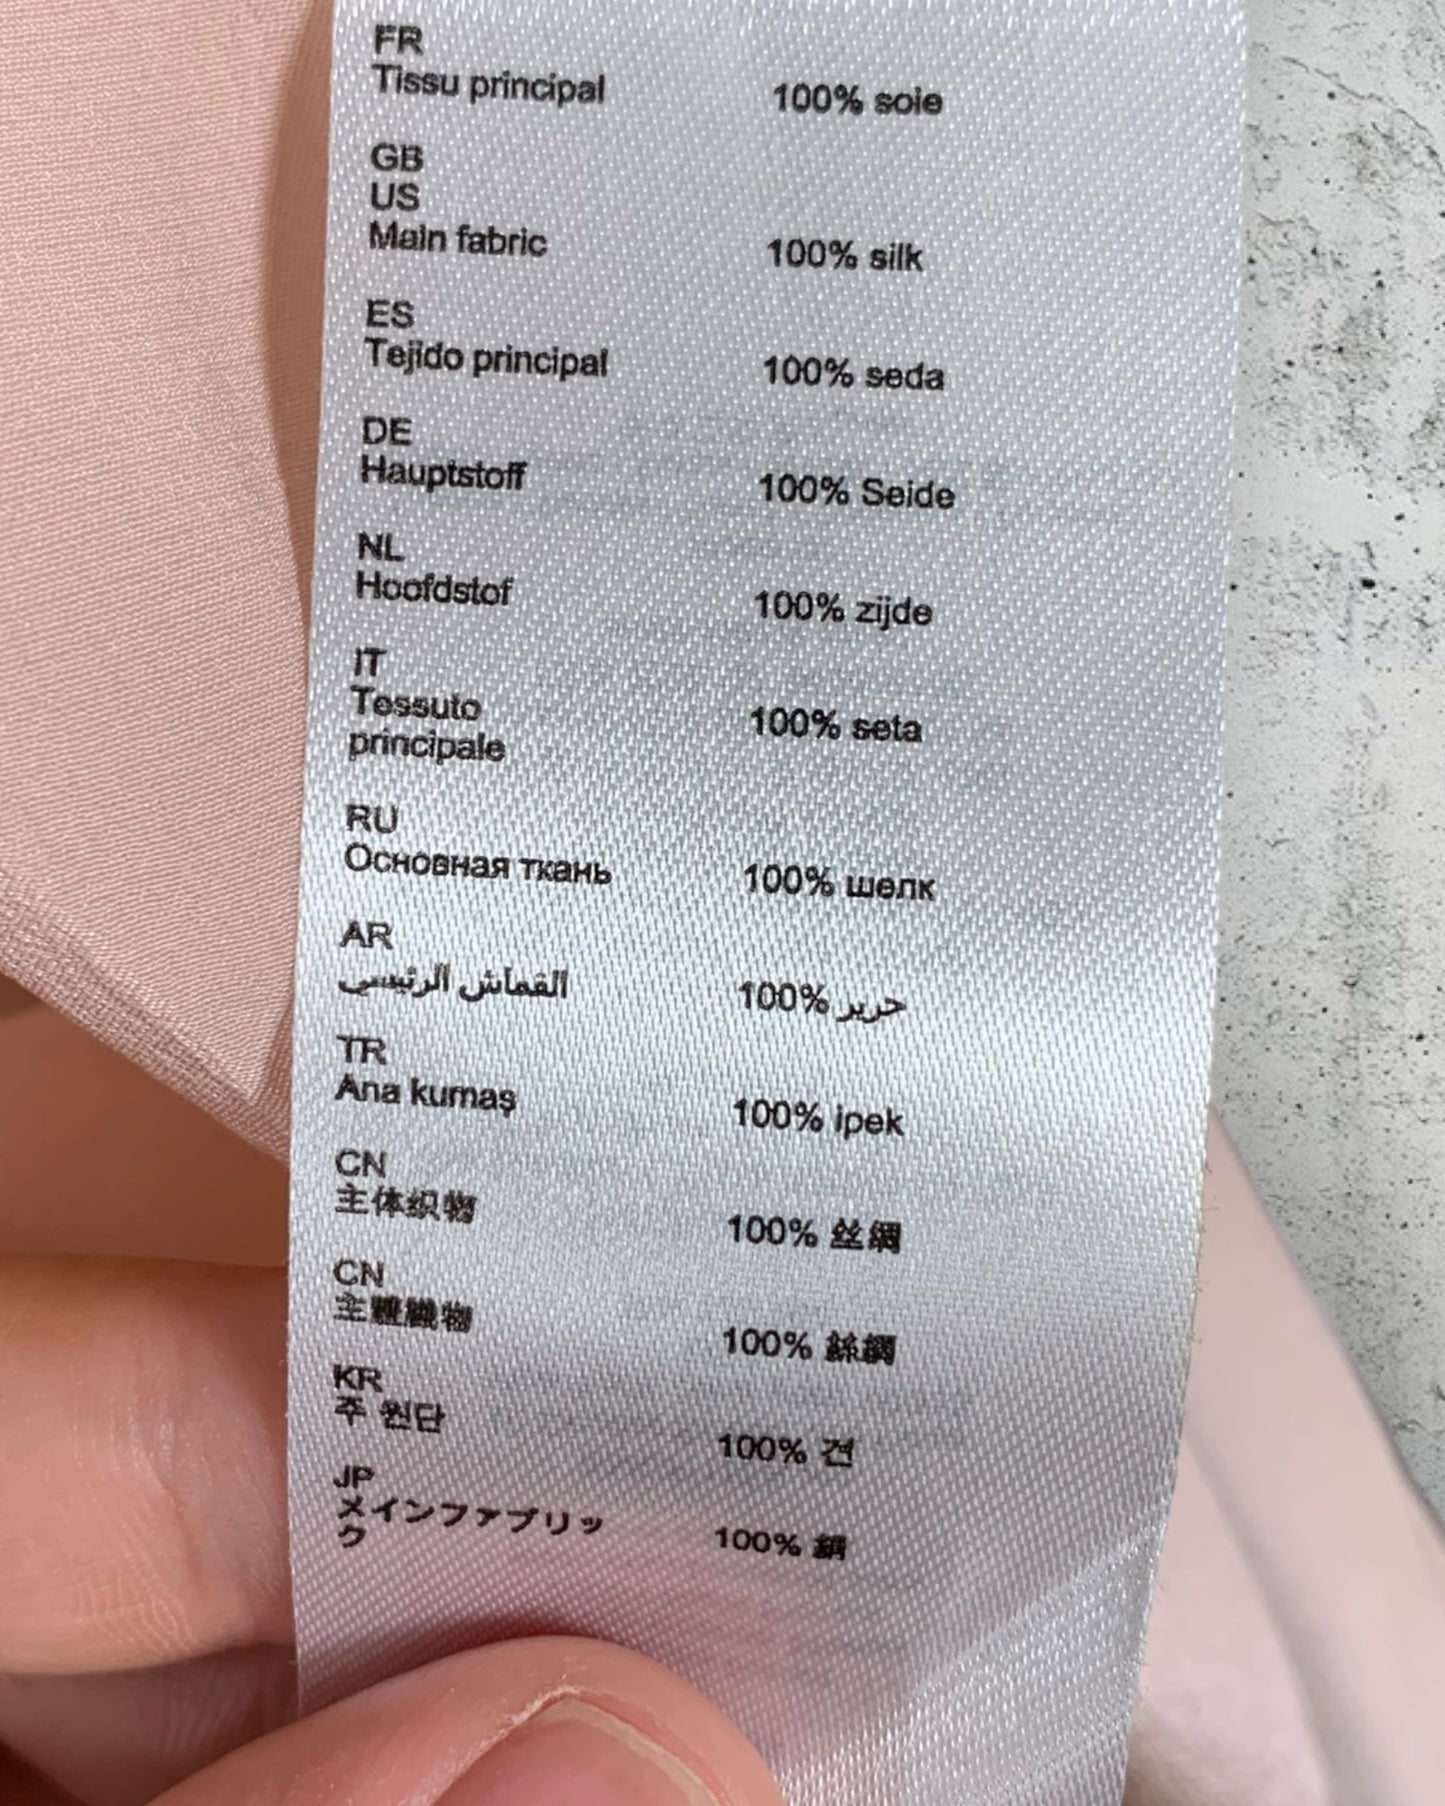 FR
Tissu principal 100% soie
GB
US
Main fabric 100% silk
ES
Tejido principal 100% seda
DE
Hauptstoff 100% Seide
NL
Hoofdstof 100% zijde
IT
Tessuto 100% seta
principale
RU
Основная ткань 100% шелк
AR
القماش الرئيسي 100% حرير
TR
Ana kumaş 100% ipek
CN
主体织物 100% 丝绸
CN
主體織物 100% 絲綢
KR
주 원단 100% 견
JP
メインファブリッ 100% 絹
ク